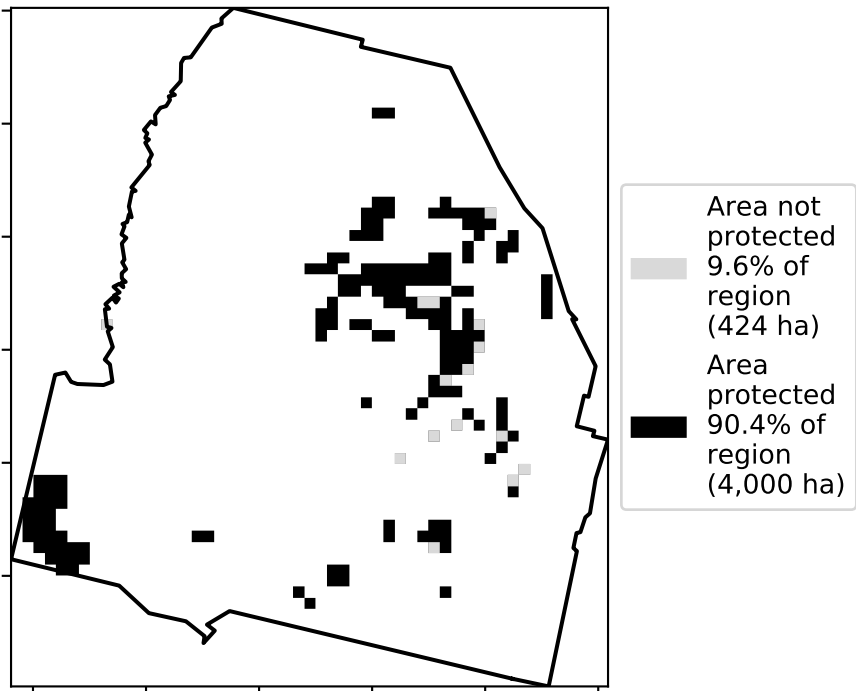 Area not
protected
9.6% of
region
(424 ha)
Area
protected
90.4% of
region
(4,000 ha)